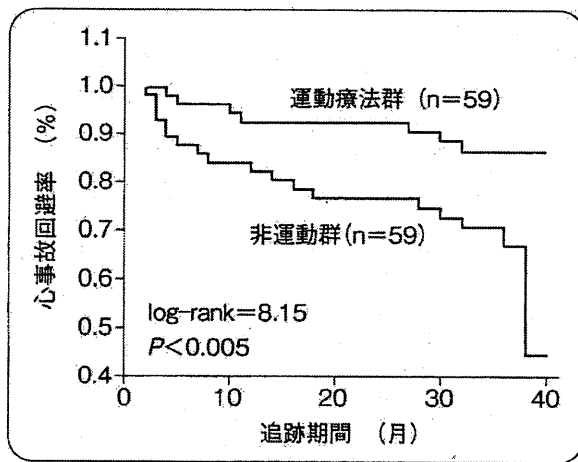 1.1
1.0
0.9
0.8
0.7
0.6
0.5
0.4
心事故回避率 (%)
運動療法群 (n=59)
非運動群(n=59)
log-rank=8.15
P<0.005
0 10 20 30 40
追跡期間 (月)